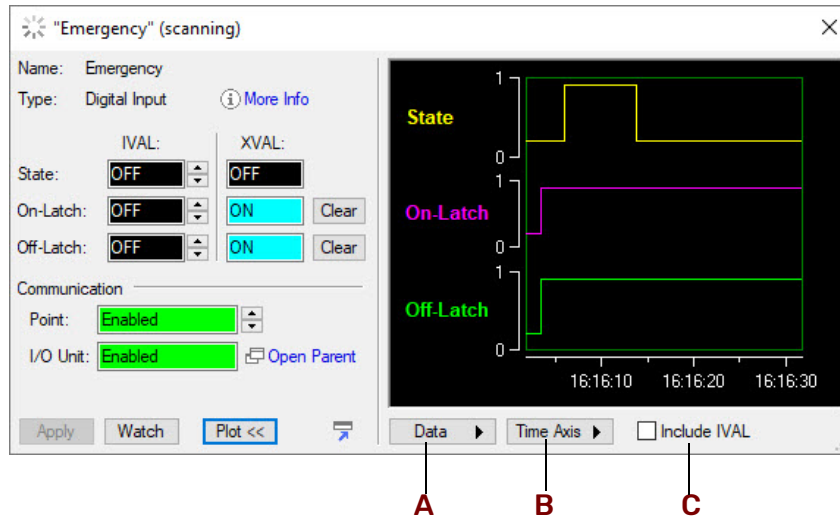 "Emergency" (scanning)
Name: Emergency
Type: Digital Input More Info
IVAL: XVAL:
State: OFF OFF
On-Latch: OFF ON Clear
Off-Latch: OFF ON Clear
Communication
Point: Enabled
I/O Unit: Enabled Open Parent
Apply Watch Plot <<
1
State
0
1
On-Latch
0
1
Off-Latch
0
16:16:10 16:16:20 16:16:30
Data Time Axis Include IVAL
A B C